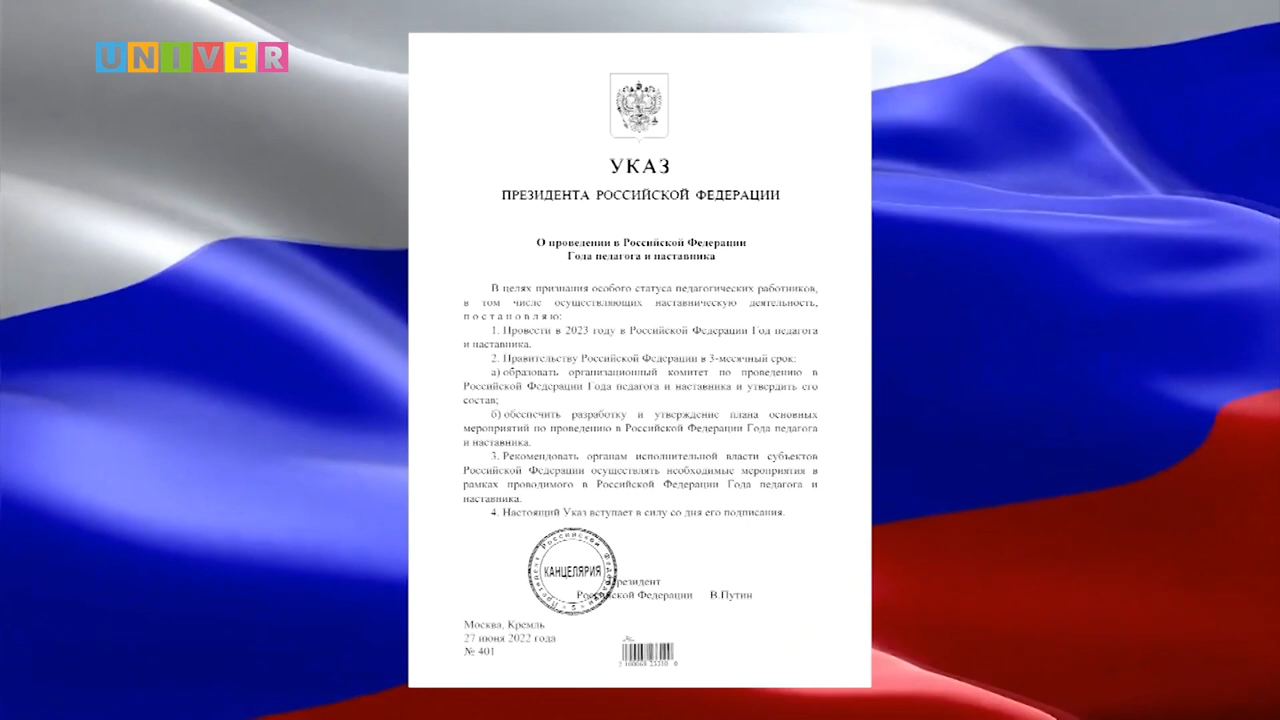 UNIVER
УКАЗ
ПРЕЗИДЕНТА РОССИЙСКОЙ ФЕДЕРАЦИИ
О проведении в Российской Федерации
Года педагога и наставника
В целях признания особого статуса педагогических работников,
в том числе осуществляющих наставническую деятельность,
п о с т а н о в л я ю:
1. Провести в 2023 году в Российской Федерации Год педагога
и наставника.
2. Правительству Российской Федерации в 3-месячный срок:
а) образовать организационный комитет по проведению в
Российской Федерации Года педагога и наставника и утвердить его
состав;
б) обеспечить разработку и утверждение плана основных
мероприятий по проведению в Российской Федерации Года педагога
и наставника.
3. Рекомендовать органам исполнительной власти субъектов
Российской Федерации осуществлять необходимые мероприятия в
рамках проводимого в Российской Федерации Года педагога и
наставника.
4. Настоящий Указ вступает в силу со дня его подписания.
Президент Российской Федерации
КАНЦЕЛЯРИЯ
Президент
Российской Федерации В.Путин
Москва, Кремль
27 июня 2022 года
№ 401